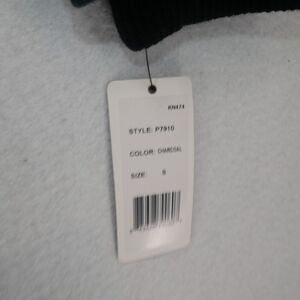 KN474
STYLE: P7910
COLOR: CHARCOAL
SIZE: S